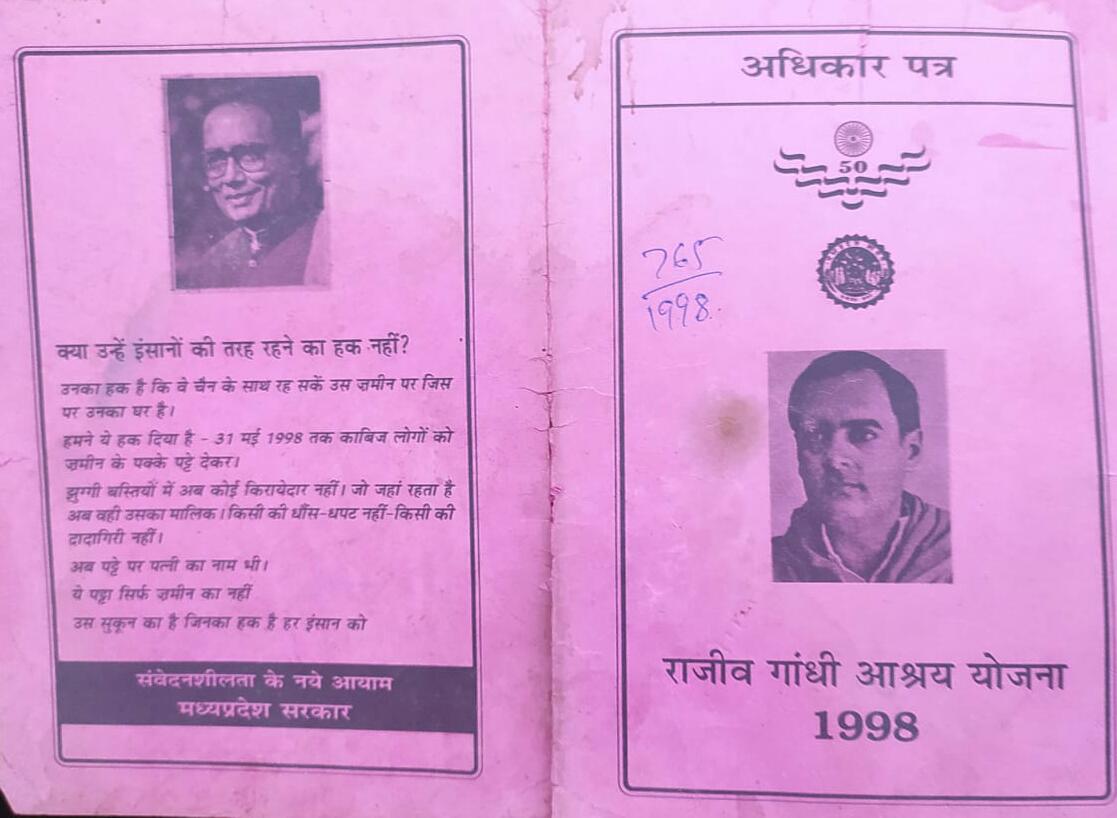 क्या उन्हें इंसानों की तरह रहने का हक नहीं?
उनका हक है कि वे चैन के साथ रह सकें उस ज़मीन पर जिस
पर उनका घर है।
हमने ये हक दिया है - 31 मई 1998 तक काबिज लोगों को
ज़मीन के पक्के पट्टे देकर।
झुग्गी बस्तियों में अब कोई किरायेदार नहीं। जो जहां रहता है
अब वही उसका मालिक। किसी की धौंस-धपट नहीं-किसी की
दादागिरी नहीं।
अब पट्टे पर पत्नी का नाम भी।
ये पट्टा सिर्फ ज़मीन का नहीं
उस सुकून का है जिनका हक है हर इंसान को
संवेदनशीलता के नये आयाम
मध्यप्रदेश सरकार
अधिकार पत्र
50
765
1998
राजीव गांधी आश्रय योजना
1998